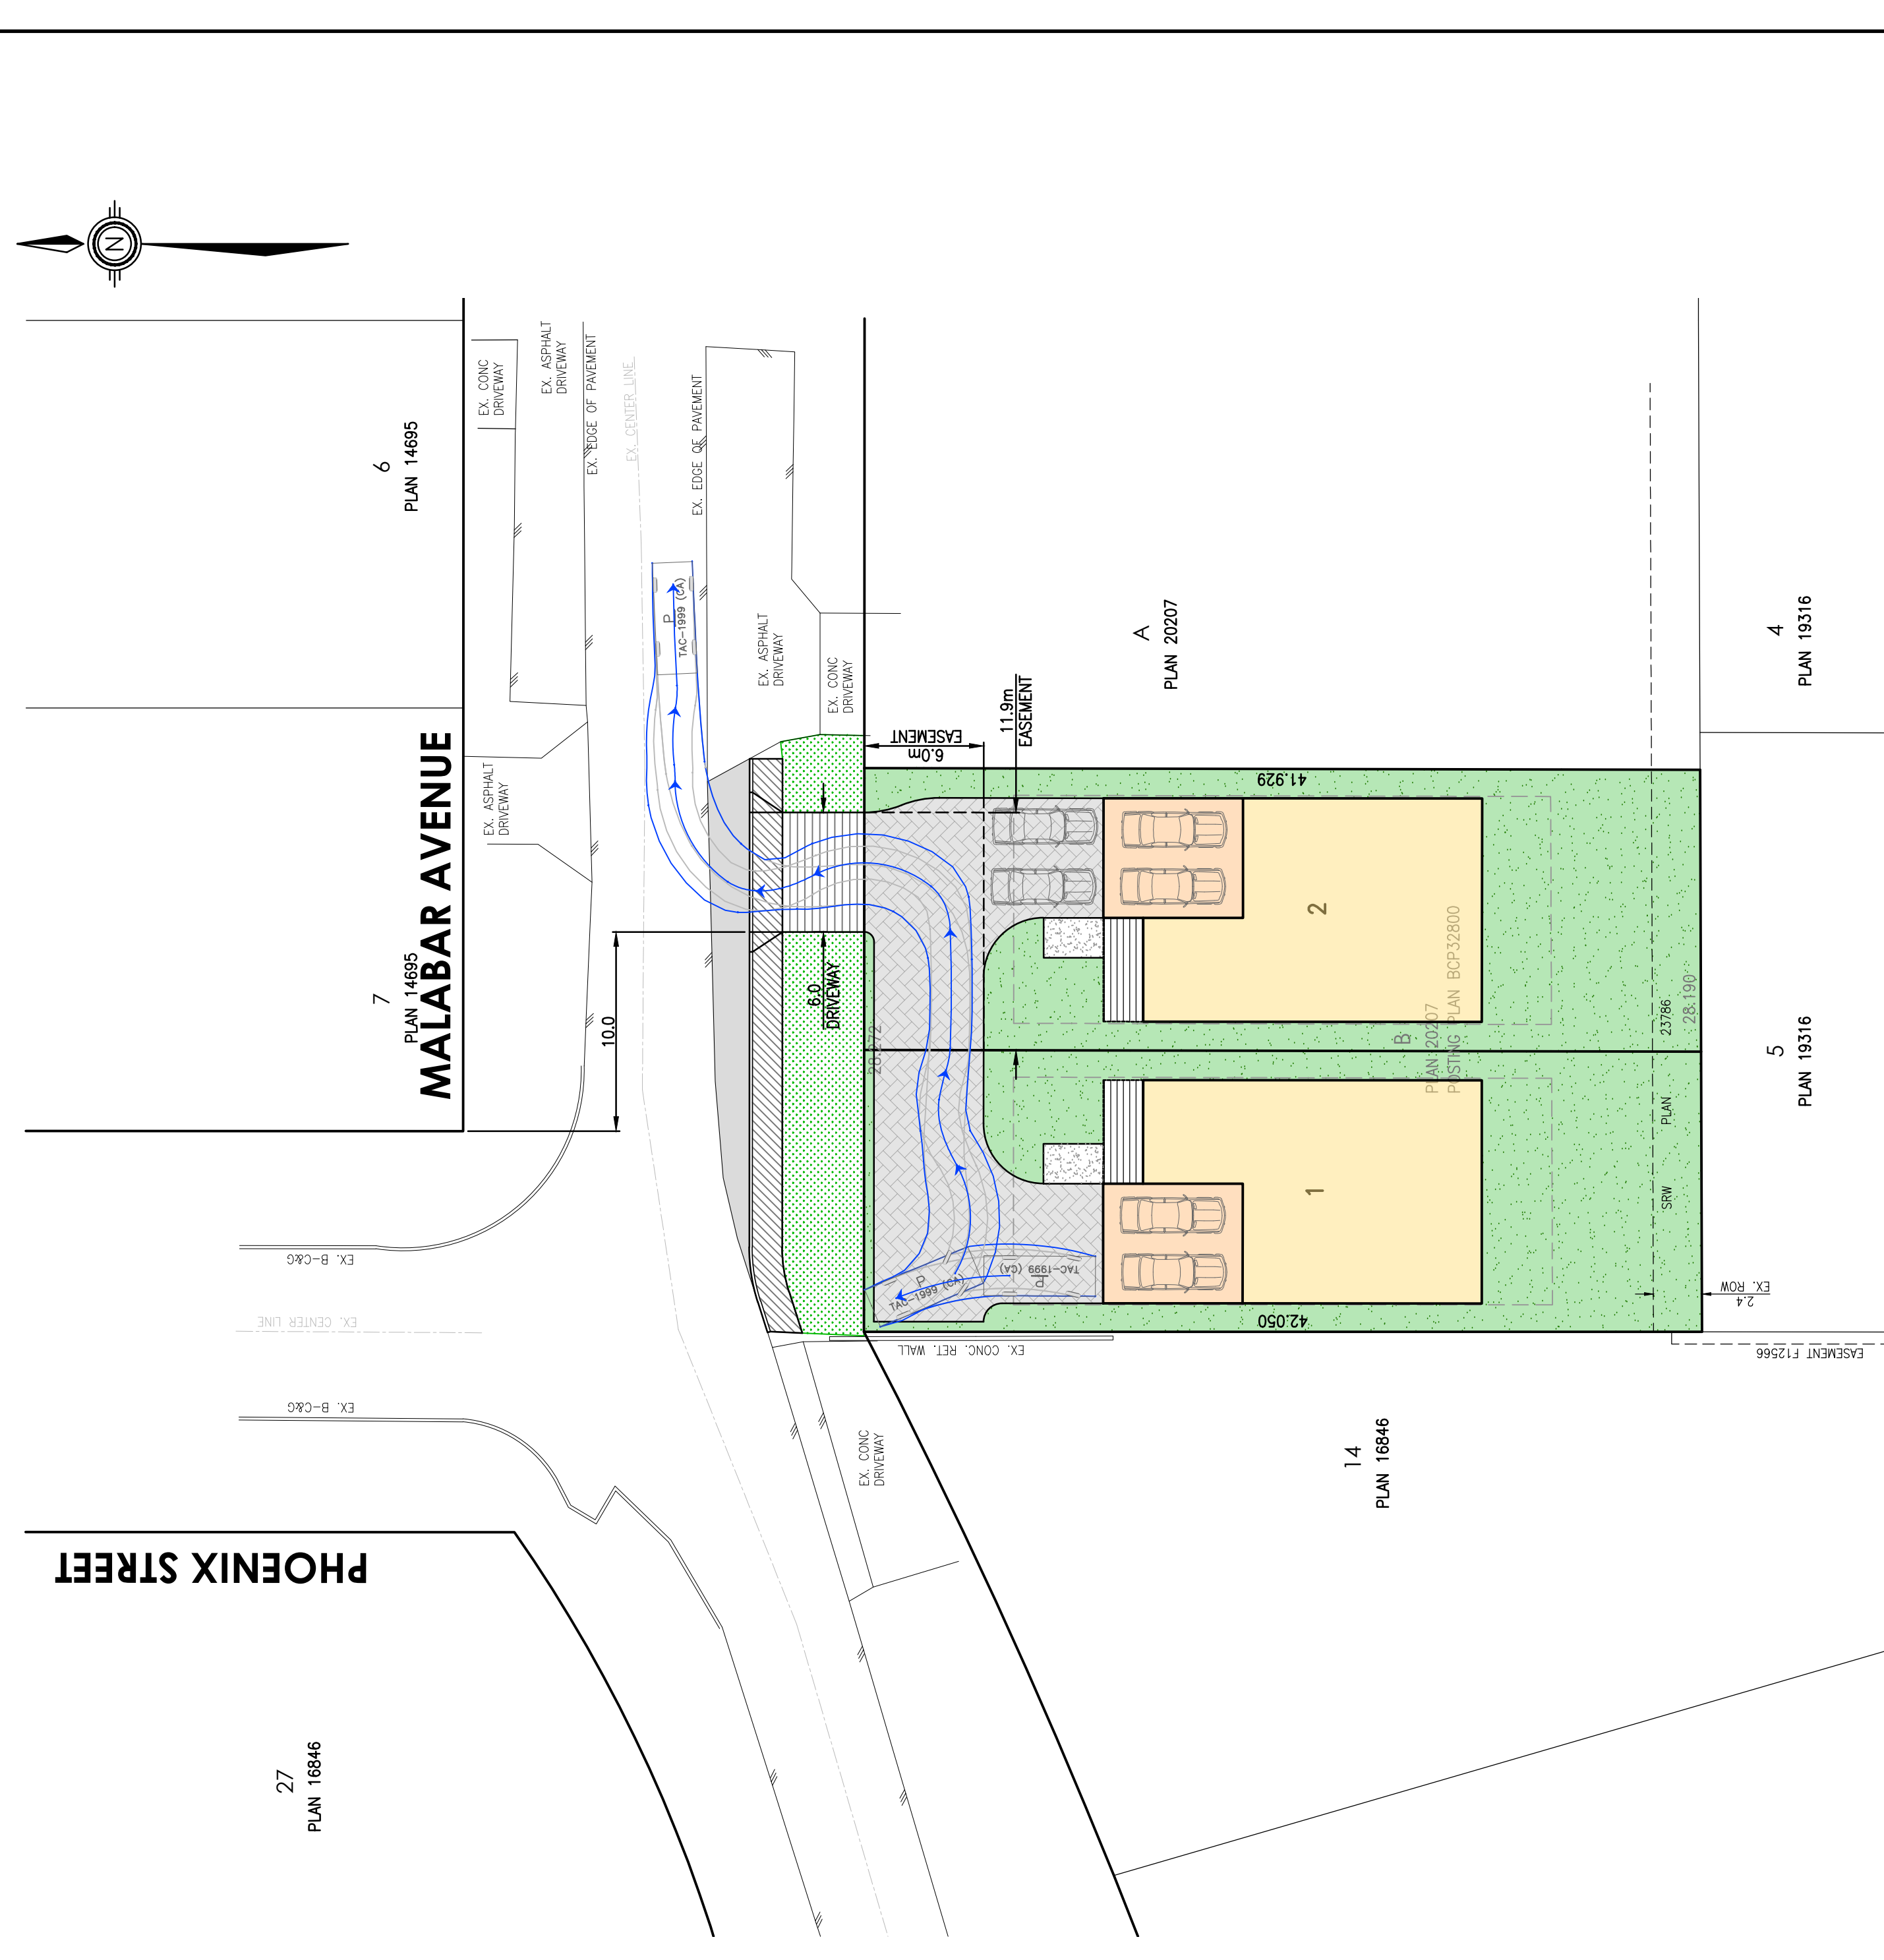 N
EX. CONC
DRIVEWAY
EX. ASPHALT
DRIVEWAY
EX. EDGE OF PAVEMENT
EX. CENTER LINE
EX. EDGE OF PAVEMENT
6
PLAN 14695
7
PLAN 14695
MALABAR AVENUE
EX. ASPHALT
DRIVEWAY
P
TAC-1999 (CA)
EX. ASPHALT
DRIVEWAY
EX. CONC
DRIVEWAY
6.0m
EASEMENT
11.9m
EASEMENT
A
PLAN 20207
4
PLAN 19316
41.929
10.0
6.0
DRIVEWAY
28.272
2
B
PLAN 20207
POSTING PLAN BCP32800
28.190
SRW PLAN 23786
5
PLAN 19316
1
P
TAC-1999 (CA)
P
TAC-1999 (CA)
42.050
2.4
EX. ROW
EASEMENT F12566
EX. CONC. RET. WALL
EX. B-C&G
EX. CENTER LINE
EX. B-C&G
EX. CONC
DRIVEWAY
14
PLAN 16846
PHOENIX STREET
27
PLAN 16846